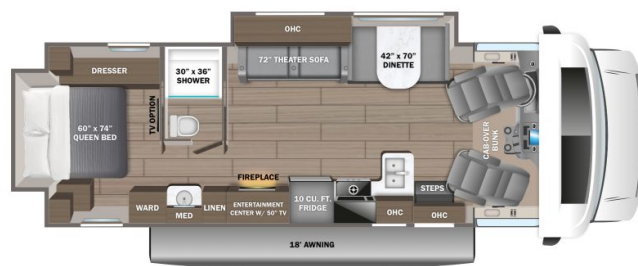 OHC
72" THEATER SOFA
42" x 70"
DINETTE
DRESSER
30" x 36"
SHOWER
TV OPTION
60" x 74"
QUEEN BED
CAB-OVER
BUNK
FIREPLACE
WARD
MED
LINEN
ENTERTAINMENT
CENTER W/ 50" TV
10 CU. FT.
FRIDGE
OHC
STEPS
OHC
18' AWNING